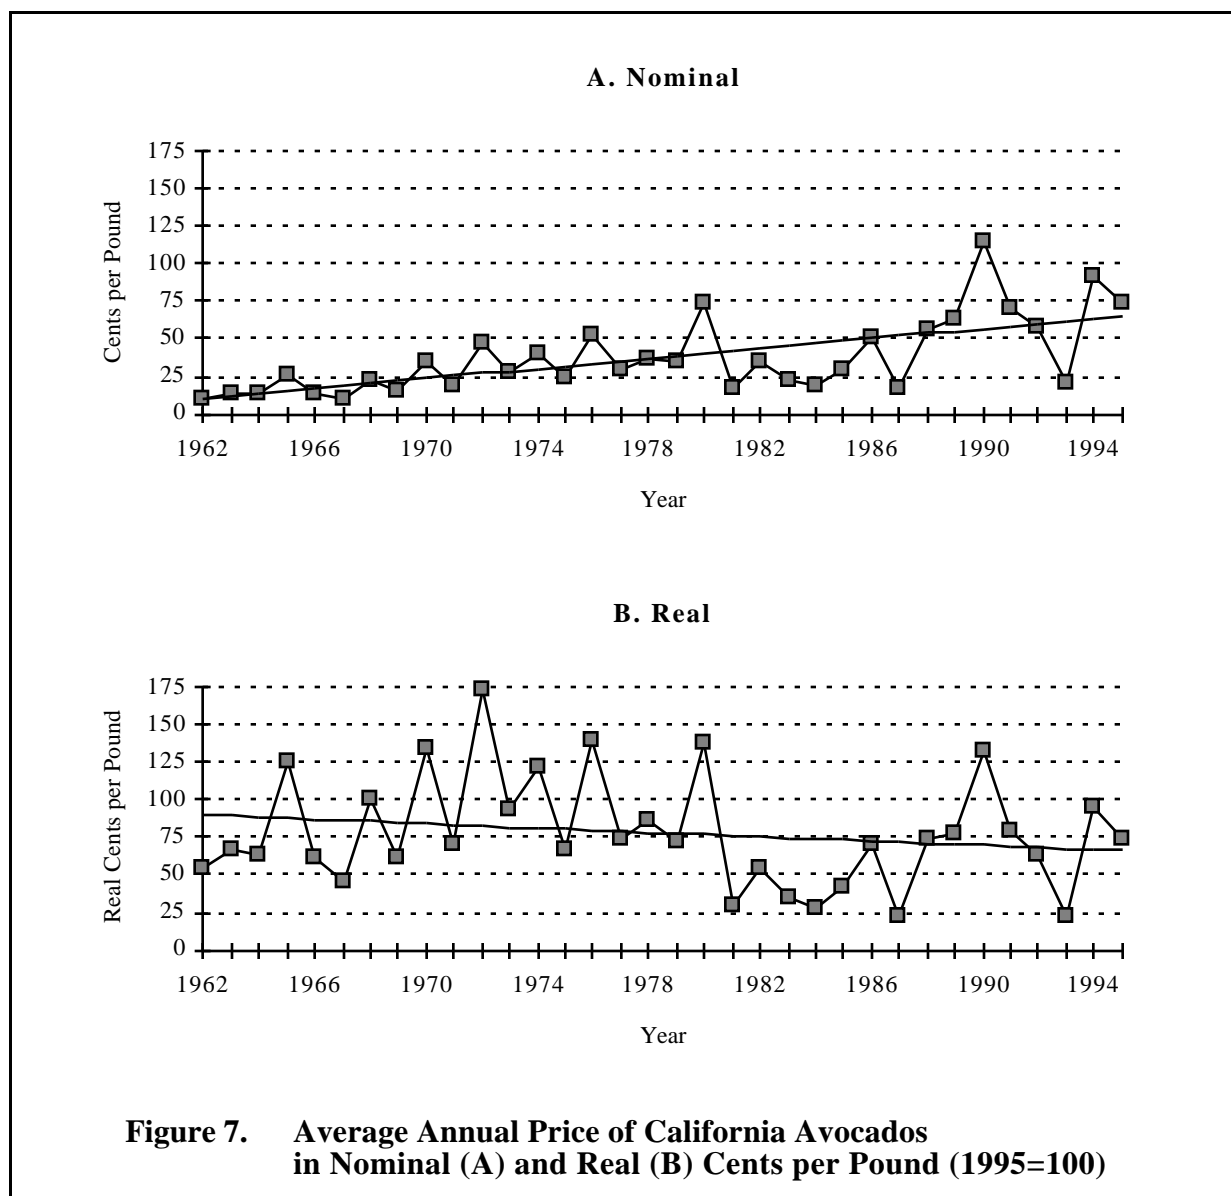 A. Nominal
175
150
125
100
75
50
25
0
Cents per Pound
1962 1966 1970 1974 1978 1982 1986 1990 1994
Year
B. Real
175
150
125
100
75
50
25
0
Real Cents per Pound
1962 1966 1970 1974 1978 1982 1986 1990 1994
Year
Figure 7. Average Annual Price of California Avocados
in Nominal (A) and Real (B) Cents per Pound (1995=100)